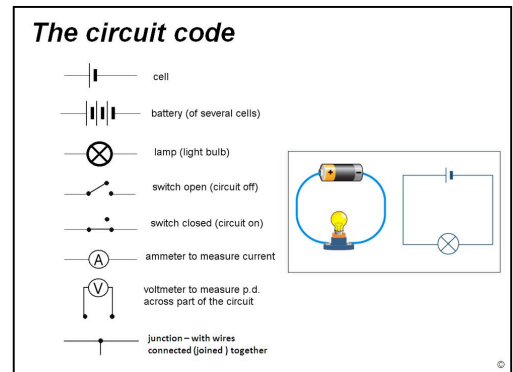 The circuit code
cell
battery (of several cells)
lamp (light bulb)
switch open (circuit off)
switch closed (circuit on)
A
ammeter to measure current
V
voltmeter to measure p.d.
across part of the circuit
junction – with wires
connected (joined ) together
+
-
©